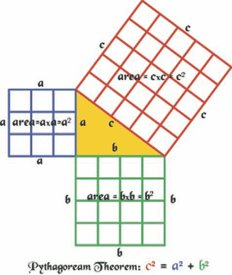 c
c
area = cxc = c²
c
a
a
area=axa=a²
a
c
a
b
b
area = bxb = b²
b
b
Pythagoream Theorem: c² = a² + b²